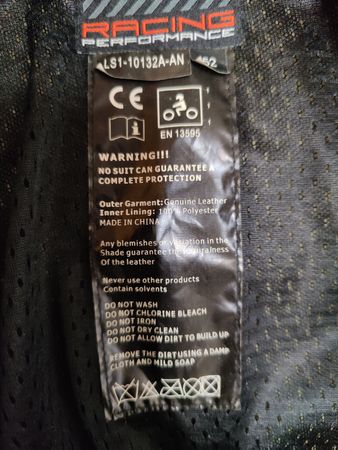 RACING
PERFORMANCE
LS1-10132A-AN 52
CE
EN 13595
WARNING!!!
NO SUIT CAN GUARANTEE A
COMPLETE PROTECTION
Outer Garment: Genuine Leather
Inner Lining: 100% Polyester
MADE IN CHINA
Any blemishes or variation in the
Shade guarantee the naturalness
Of the leather
Never use other products
Contain solvents
DO NOT WASH
DO NOT CHLORINE BLEACH
DO NOT IRON
DO NOT DRY CLEAN
DO NOT ALLOW DIRT TO BUILD UP
REMOVE THE DIRT USING A DAMP
CLOTH AND MILD SOAP